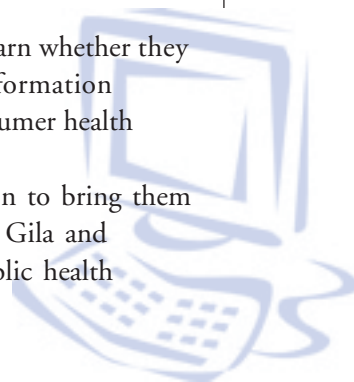 arn whether they
formation
umer health
n to bring them
Gila and
blic health